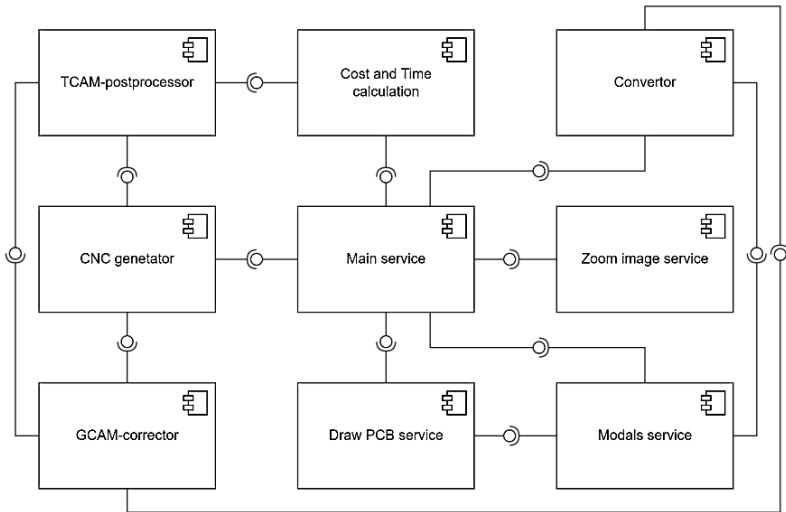 TCAM-postprocessor
Cost and Time
calculation
Convertor
CNC genetator
Main service
Zoom image service
GCAM-corrector
Draw PCB service
Modals service